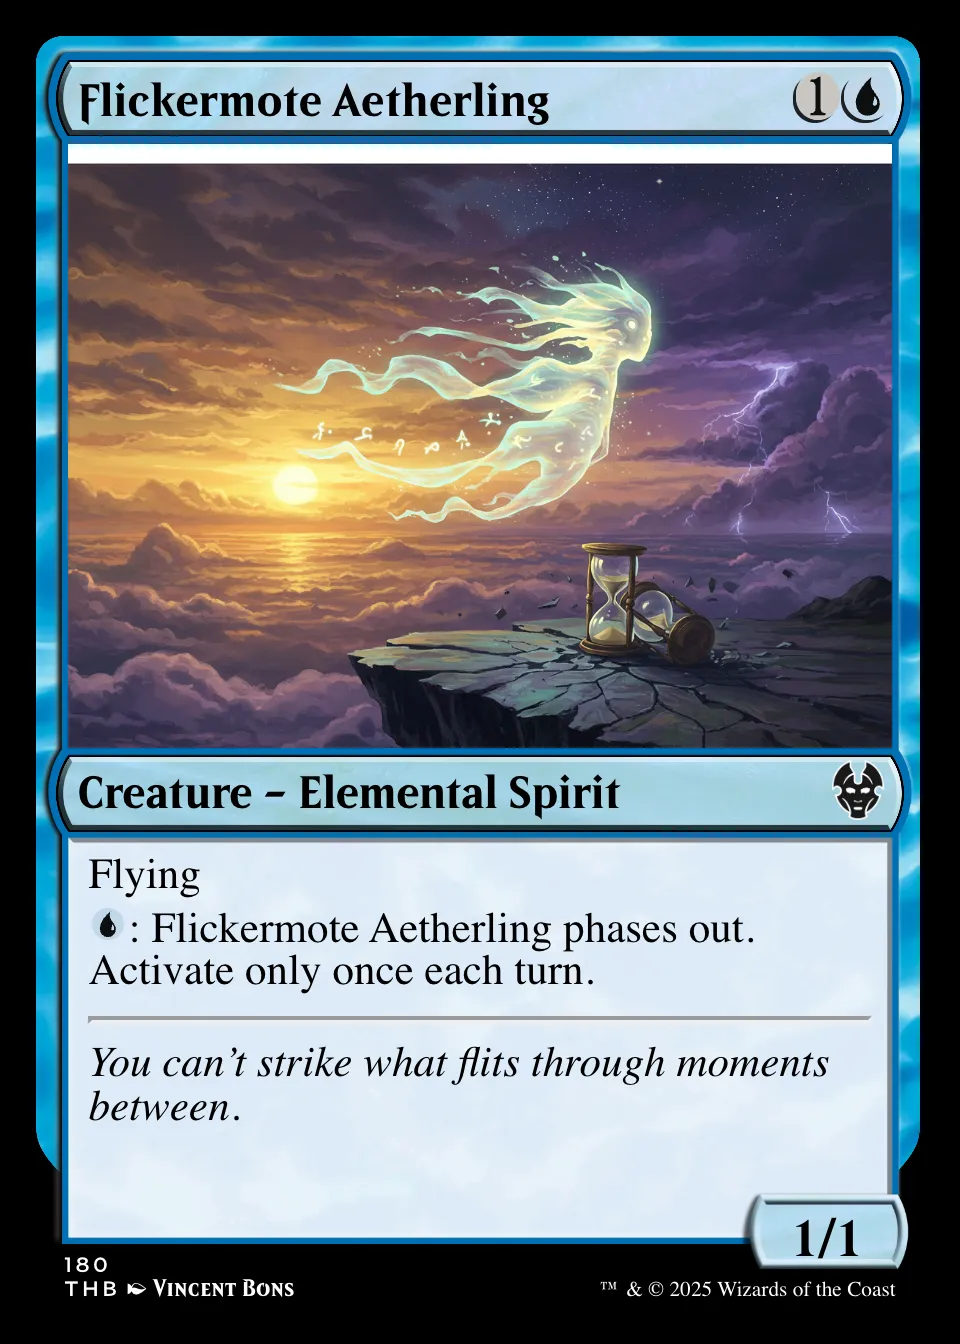 Flickermote Aetherling 1
Creature – Elemental Spirit
Flying
: Flickermote Aetherling phases out.
Activate only once each turn.
You can't strike what flits through moments
between.
1/1
180
THB Vincent Bons
™ & © 2025 Wizards of the Coast